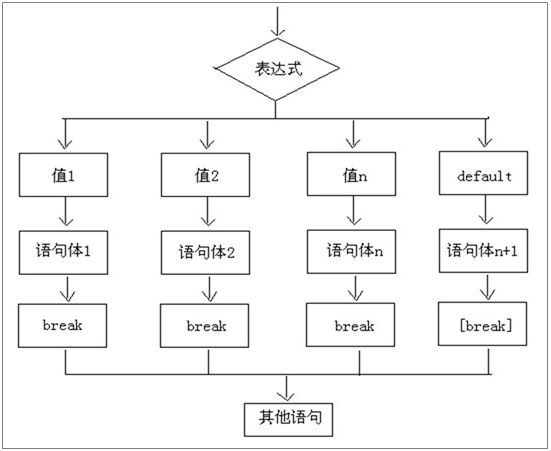 表达式
值1
值2
值n
default
语句体1
语句体2
语句体n
语句体n+1
break
break
break
[break]
其他语句